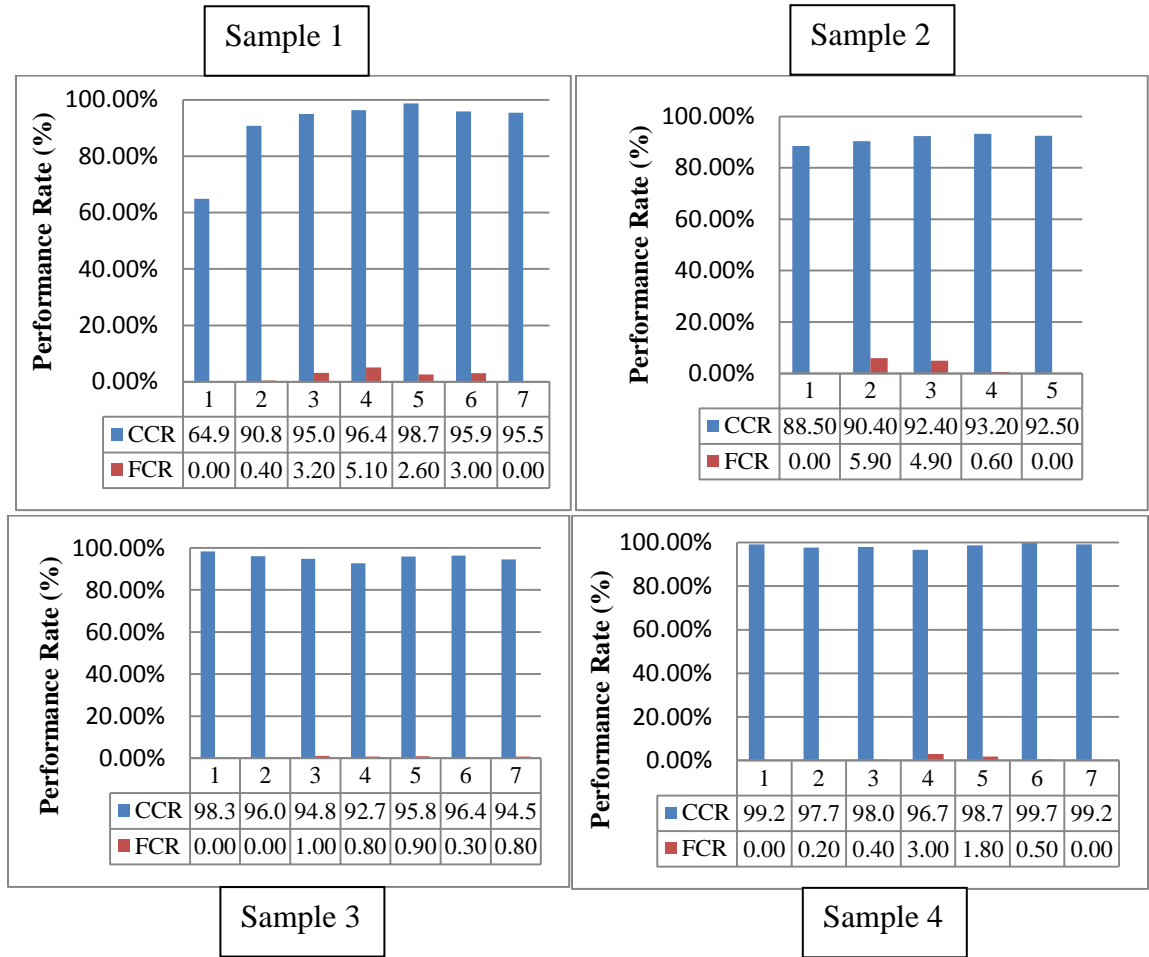 Sample 1
Performance Rate (%)
100.00%
80.00%
60.00%
40.00%
20.00%
0.00%
1 2 3 4 5 6 7
CCR 64.9 90.8 95.0 96.4 98.7 95.9 95.5
FCR 0.00 0.40 3.20 5.10 2.60 3.00 0.00
Sample 2
Performance Rate (%)
100.00%
80.00%
60.00%
40.00%
20.00%
0.00%
1 2 3 4 5
CCR 88.50 90.40 92.40 93.20 92.50
FCR 0.00 5.90 4.90 0.60 0.00
Performance Rate (%)
100.00%
80.00%
60.00%
40.00%
20.00%
0.00%
1 2 3 4 5 6 7
CCR 98.3 96.0 94.8 92.7 95.8 96.4 94.5
FCR 0.00 0.00 1.00 0.80 0.90 0.30 0.80
Sample 3
Performance Rate (%)
100.00%
80.00%
60.00%
40.00%
20.00%
0.00%
1 2 3 4 5 6 7
CCR 99.2 97.7 98.0 96.7 98.7 99.7 99.2
FCR 0.00 0.20 0.40 3.00 1.80 0.50 0.00
Sample 4